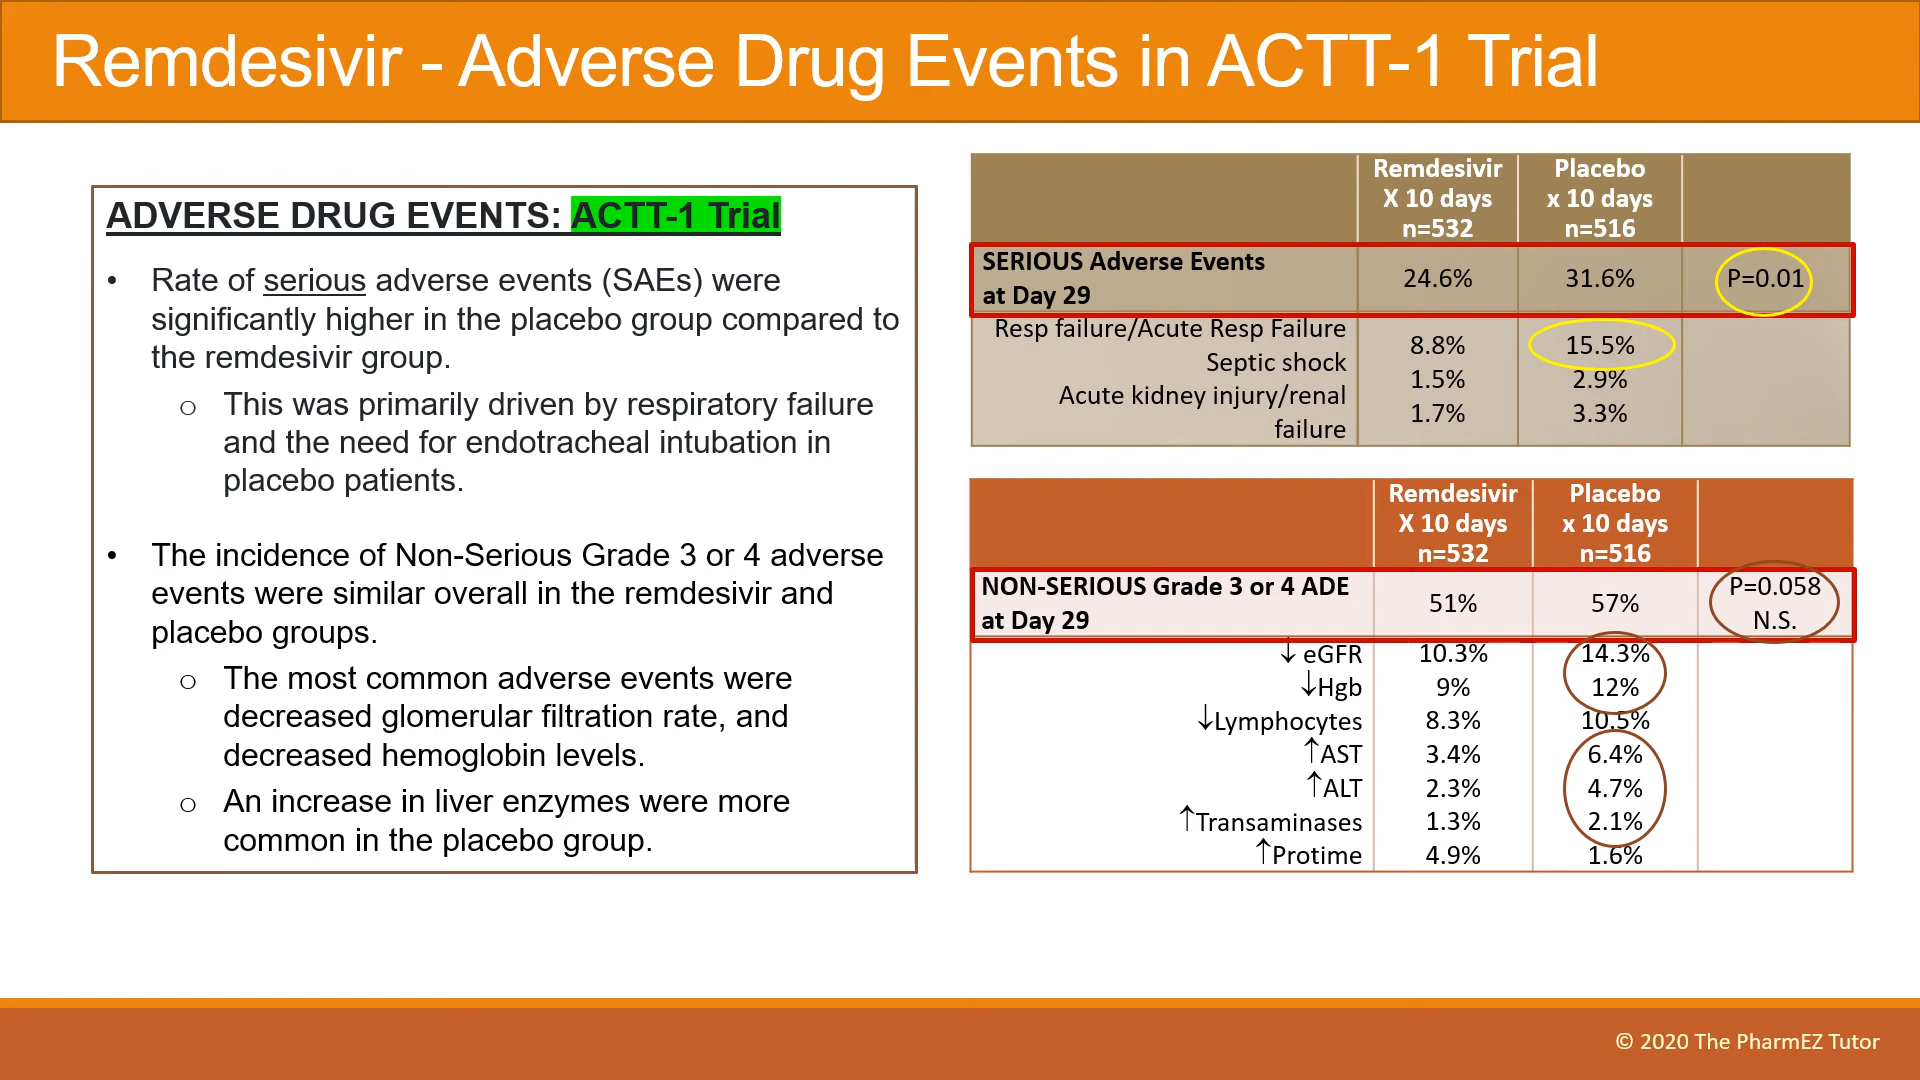 Remdesivir - Adverse Drug Events in ACTT-1 Trial
ADVERSE DRUG EVENTS: ACTT-1 Trial
• Rate of serious adverse events (SAEs) were
significantly higher in the placebo group compared to
the remdesivir group.
o This was primarily driven by respiratory failure
and the need for endotracheal intubation in
placebo patients.
• The incidence of Non-Serious Grade 3 or 4 adverse
events were similar overall in the remdesivir and
placebo groups.
o The most common adverse events were
decreased glomerular filtration rate, and
decreased hemoglobin levels.
o An increase in liver enzymes were more
common in the placebo group.
Remdesivir Placebo
X 10 days x 10 days
n=532 n=516
SERIOUS Adverse Events
at Day 29 24.6% 31.6% P=0.01
Resp failure/Acute Resp Failure 8.8% 15.5%
Septic shock 1.5% 2.9%
Acute kidney injury/renal 1.7% 3.3%
failure
Remdesivir Placebo
X 10 days x 10 days
n=532 n=516
NON-SERIOUS Grade 3 or 4 ADE 51% 57% P=0.058
at Day 29 N.S.
↓ eGFR 10.3% 14.3%
↓Hgb 9% 12%
↓Lymphocytes 8.3% 10.5%
↑AST 3.4% 6.4%
↑ALT 2.3% 4.7%
↑Transaminases 1.3% 2.1%
↑Protime 4.9% 1.6%
© 2020 The PharmEZ Tutor